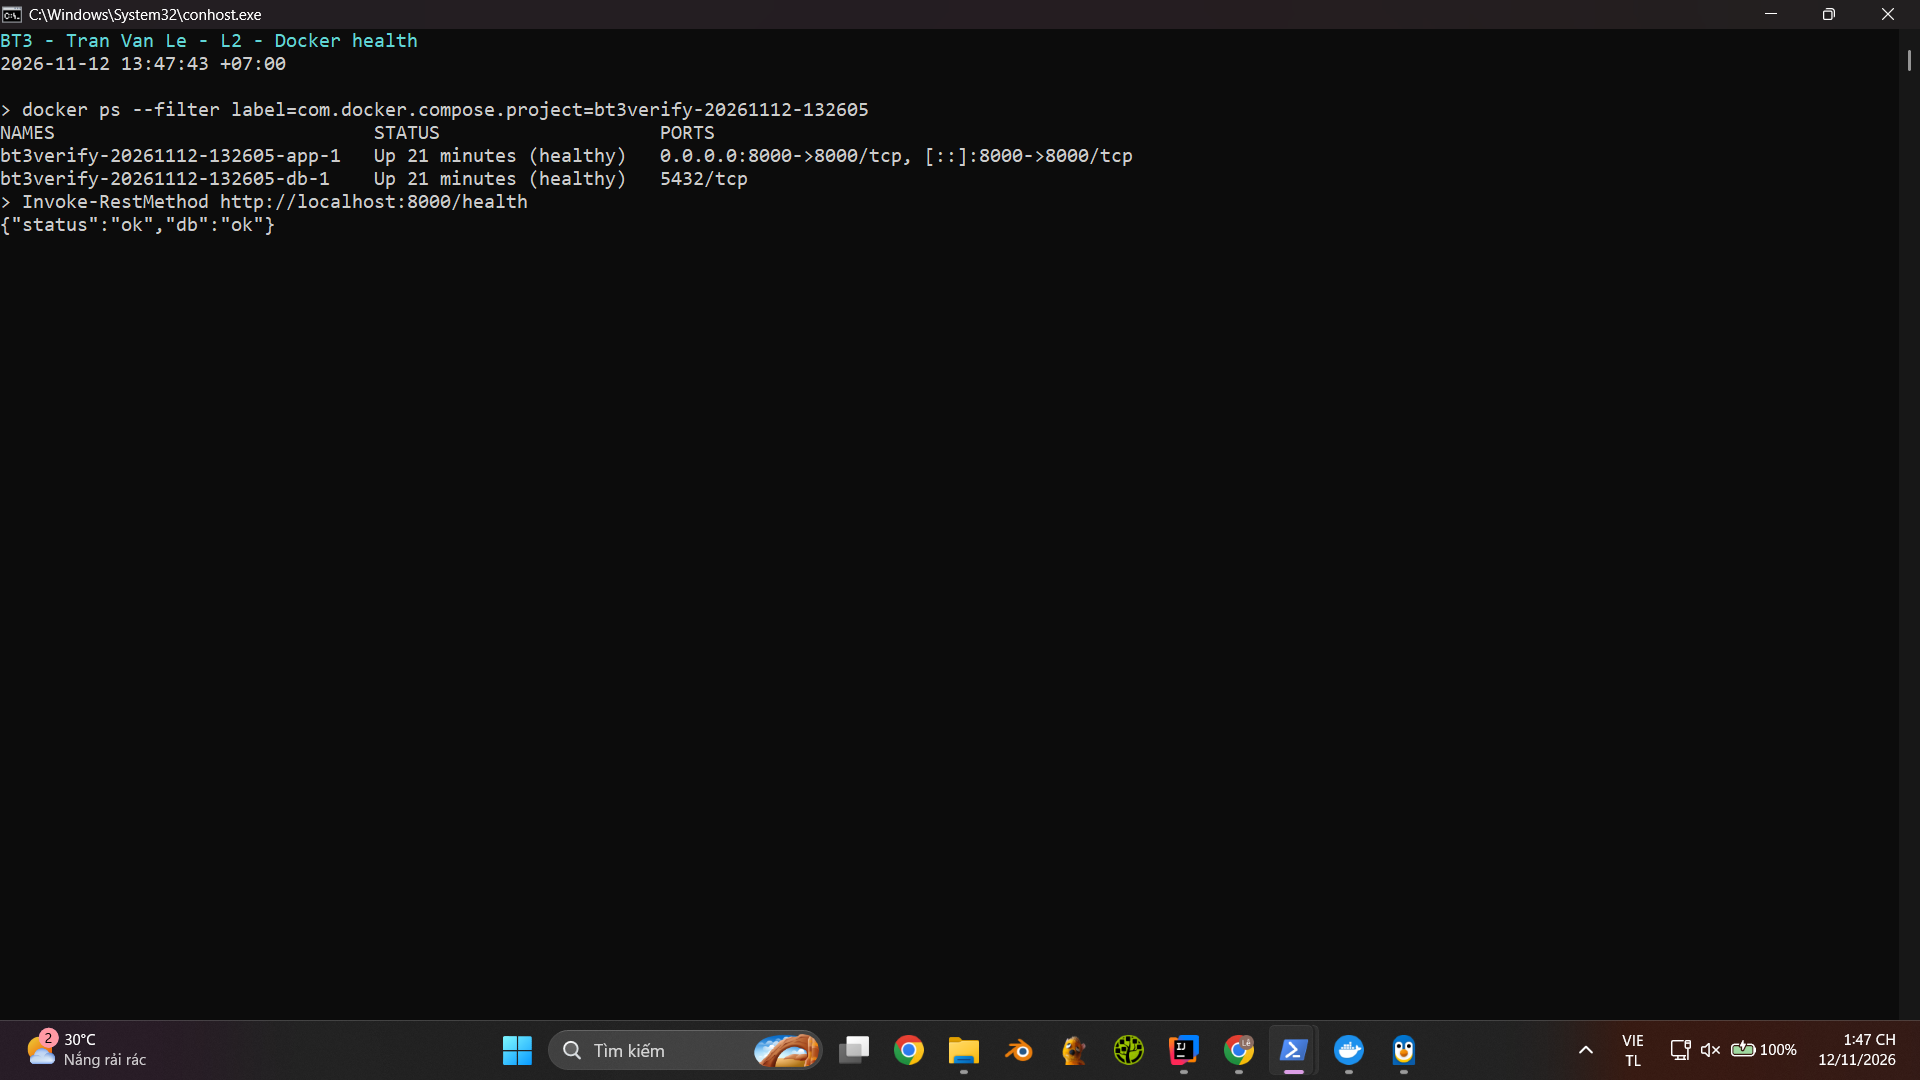 C:\Windows\System32\conhost.exe
BT3 - Tran Van Le - L2 - Docker health
2026-11-12 13:47:43 +07:00
> docker ps --filter label=com.docker.compose.project=bt3verify-20261112-132605
NAMES STATUS PORTS
bt3verify-20261112-132605-app-1 Up 21 minutes (healthy) 0.0.0.0:8000->8000/tcp, [::]:8000->8000/tcp
bt3verify-20261112-132605-db-1 Up 21 minutes (healthy) 5432/tcp
> Invoke-RestMethod http://localhost:8000/health
{"status":"ok","db":"ok"}
2 30°C
Nắng rải rác
Tìm kiếm
VIE
TL
100%
1:47 CH
12/11/2026